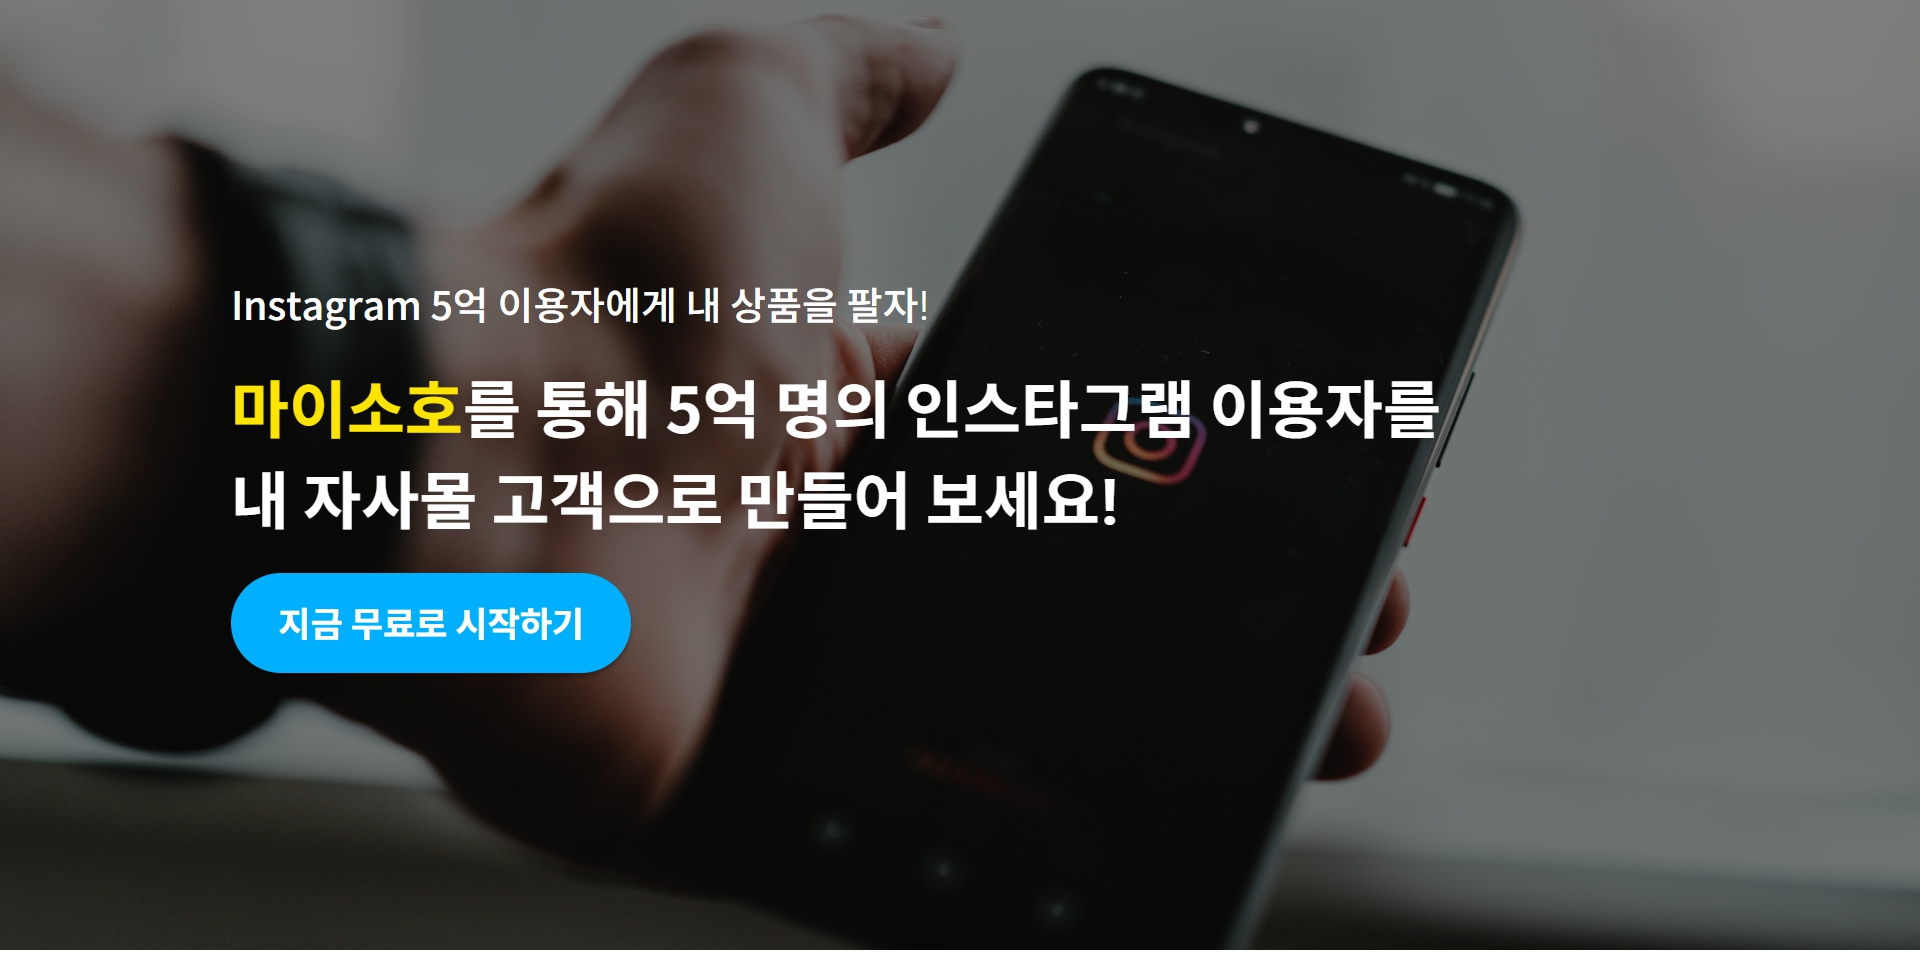 Instagram 5억 이용자에게 내 상품을 팔자!
마이소호를 통해 5억 명의 인스타그램 이용자를
내 자사몰 고객으로 만들어 보세요!
지금 무료로 시작하기